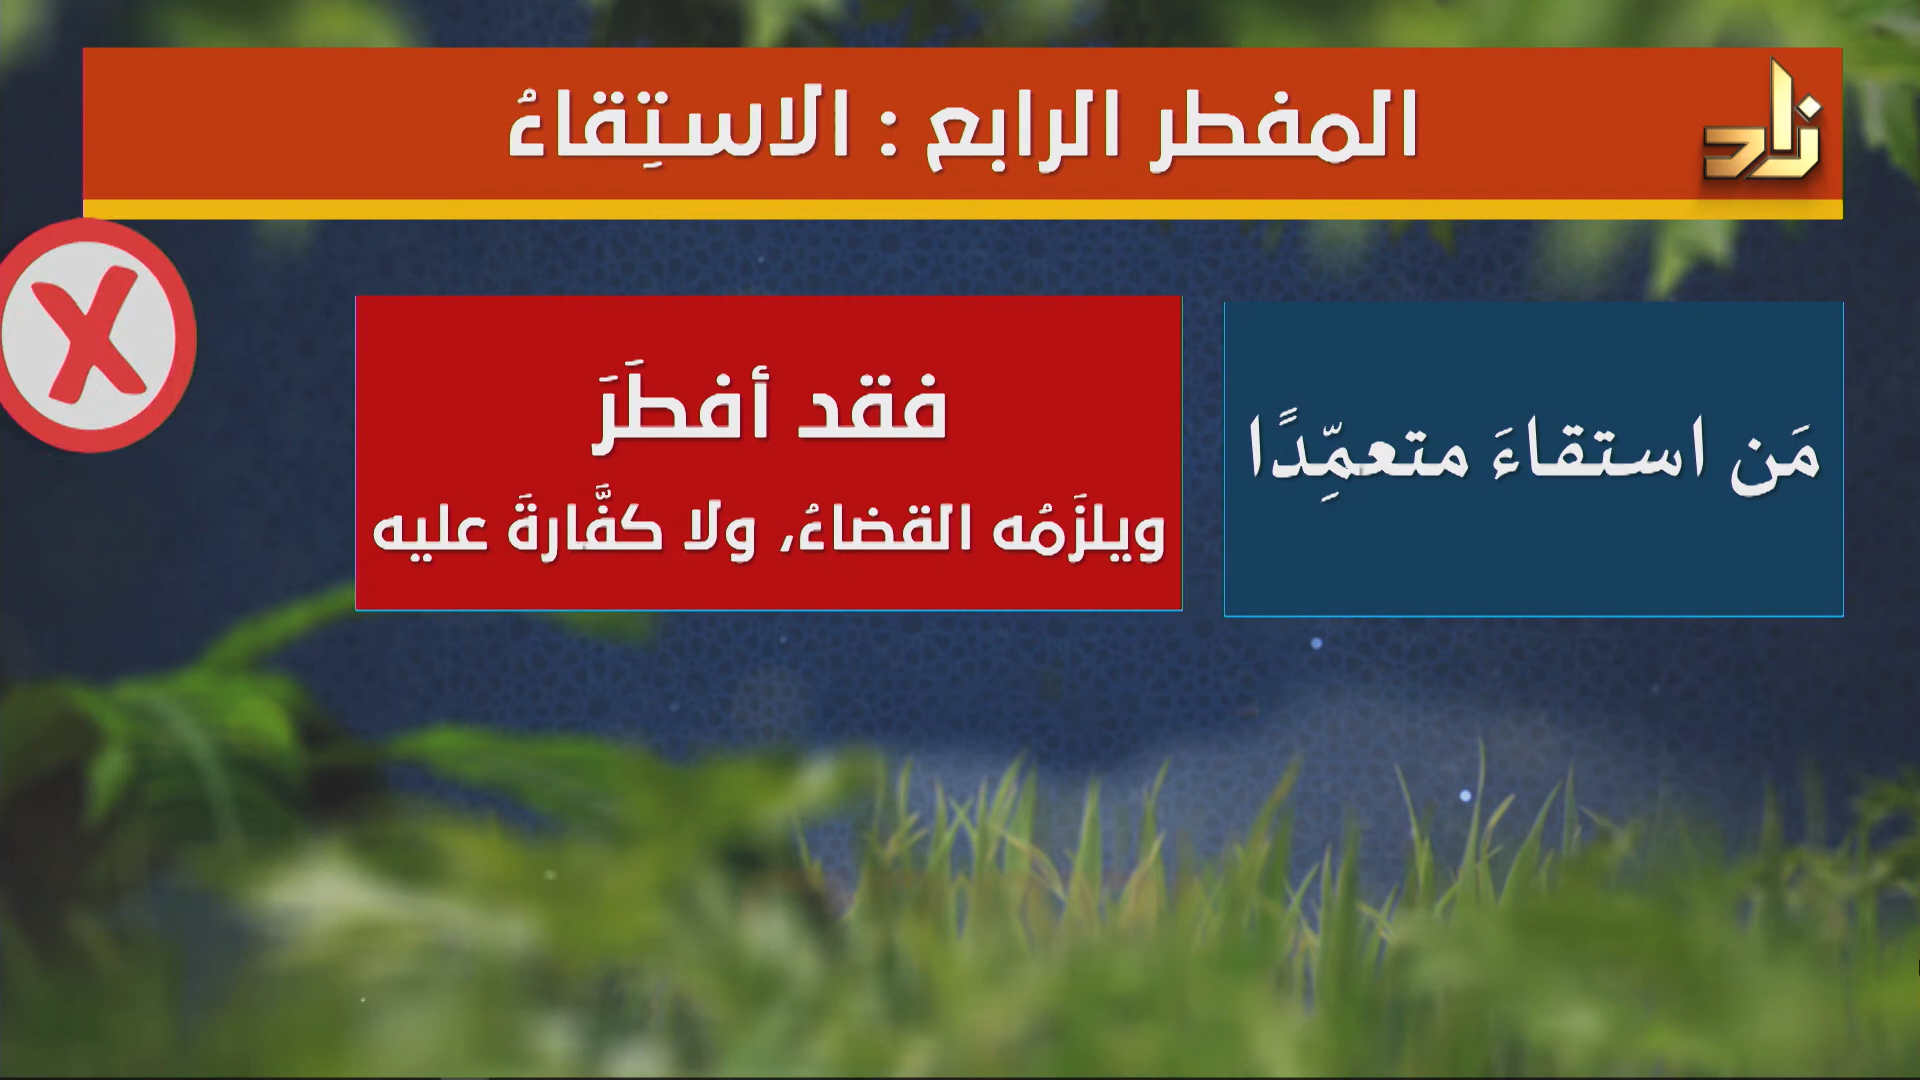 المفطر الرابع : الاستِقاءُ
زاد
مَن استقاءَ متعمِّدًا
فقد أفطَرَ
ويلزَمُه القضاءُ، ولا كفَّارةَ عليه